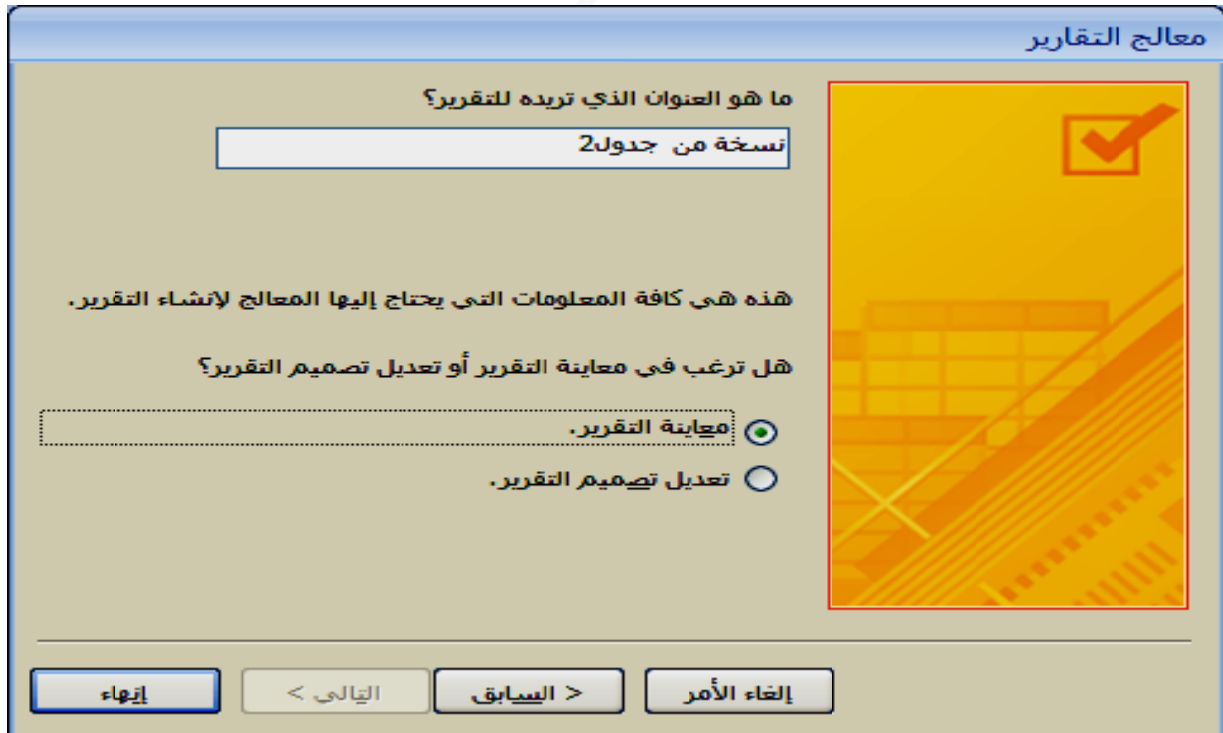 معالج التقارير
ما هو العنوان الذي تريده للتقرير؟
نسخة من جدول2
هذه هي كافة المعلومات التي يحتاج إليها المعالج لإنشاء التقرير.
هل ترغب في معاينة التقرير أو تعديل تصميم التقرير؟
معاينة التقرير.
تعديل تصميم التقرير.
إلغاء الأمر
< السابق
التالي >
إنهاء